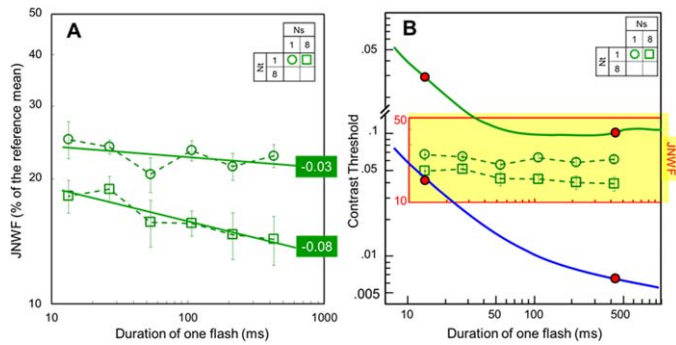 A
Ns
1 8
Nt
1
8
50
40
30
20
10
JNWF (% of the reference mean)
-0.03
-0.08
10
100
1000
Duration of one flash (ms)
B
Ns
1 8
Nt
1
8
.05
.1
.05
.01
.005
Contrast Threshold
50
10
JNWF
10
50
100
500
Duration of one flash (ms)